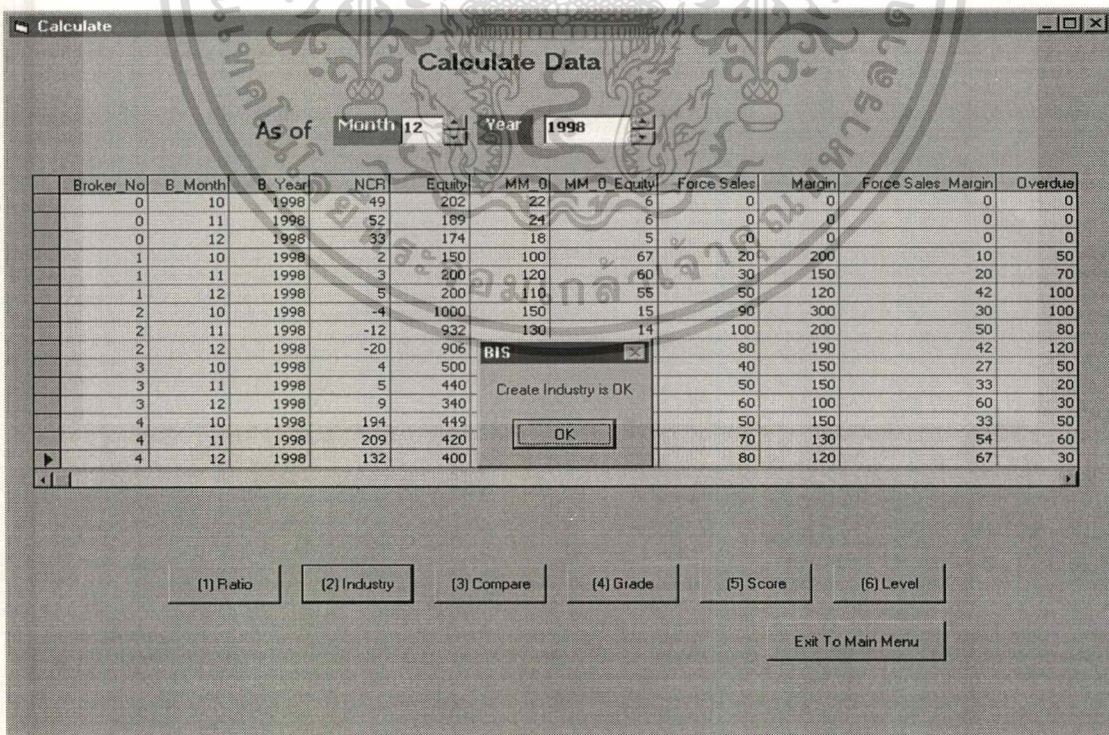 Calculate
Calculate Data
As of Month 12 Year 1998
Broker_No B_Month B_Year NCR Equity MM_0 MM_0_Equity Force Sales Margin Force Sales_Margin Overdue
0 10 1998 49 202 22 6 0 0 0 0
0 11 1998 52 189 24 6 0 0 0 0
0 12 1998 33 174 18 5 0 0 0 0
1 10 1998 2 150 100 67 20 200 10 50
1 11 1998 3 200 120 60 30 150 20 70
1 12 1998 5 200 110 55 50 120 42 100
2 10 1998 -4 1000 150 15 90 300 30 100
2 11 1998 -12 932 130 14 100 200 50 80
2 12 1998 -20 906 80 190 42 120
3 10 1998 4 500 40 150 27 50
3 11 1998 5 440 50 150 33 20
3 12 1998 9 340 60 100 60 30
4 10 1998 194 449 50 150 33 50
4 11 1998 209 420 70 130 54 60
4 12 1998 132 400 80 120 67 30
BIS
Create Industry is OK
OK
(1) Ratio (2) Industry (3) Compare (4) Grade (5) Score (6) Level
Exit To Main Menu